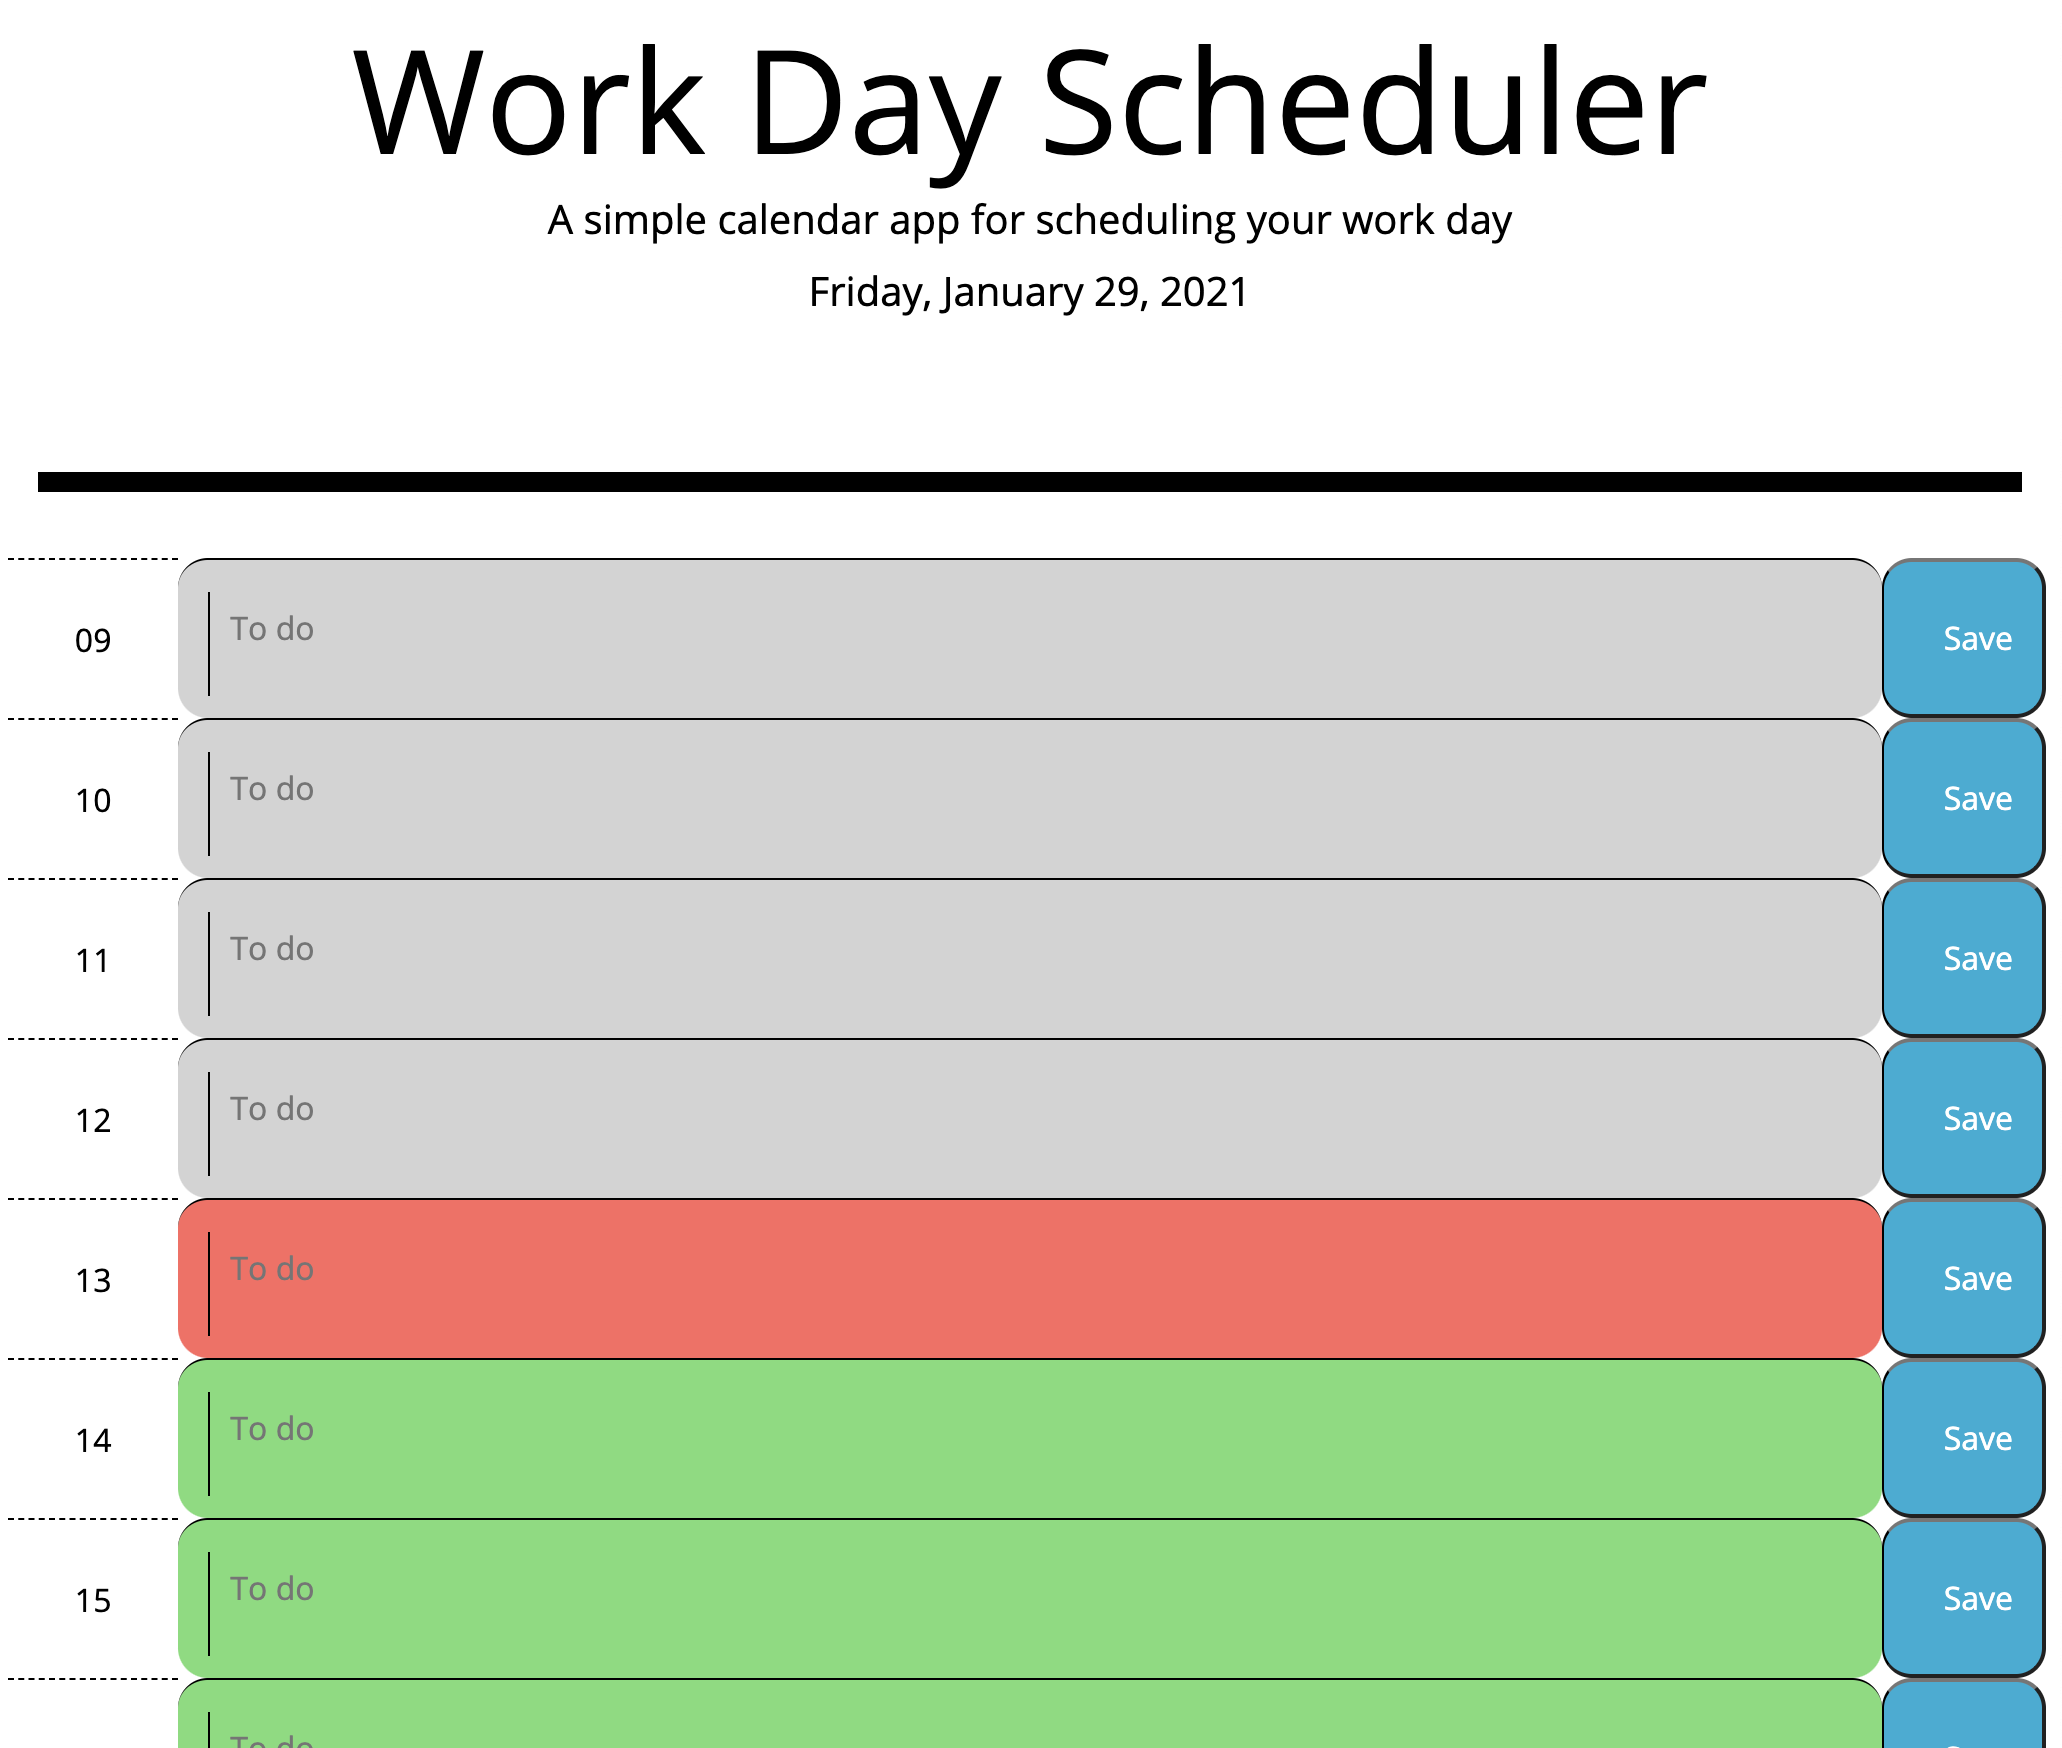 Work Day Scheduler
A simple calendar app for scheduling your work day
Friday, January 29, 2021
09 To do Save
10 To do Save
11 To do Save
12 To do Save
13 To do Save
14 To do Save
15 To do Save
To do